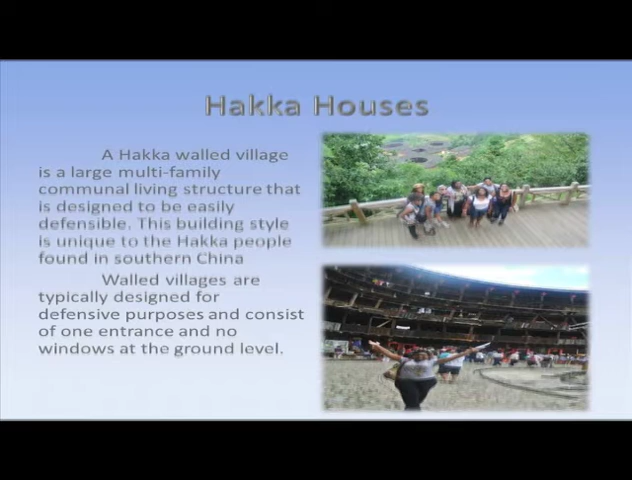 Hakka Houses
A Hakka walled village
is a large multi-family
communal living structure that
is designed to be easily
defensible. This building style
is unique to the Hakka people
found in southern China
Walled villages are
typically designed for
defensive purposes and consist
of one entrance and no
windows at the ground level.